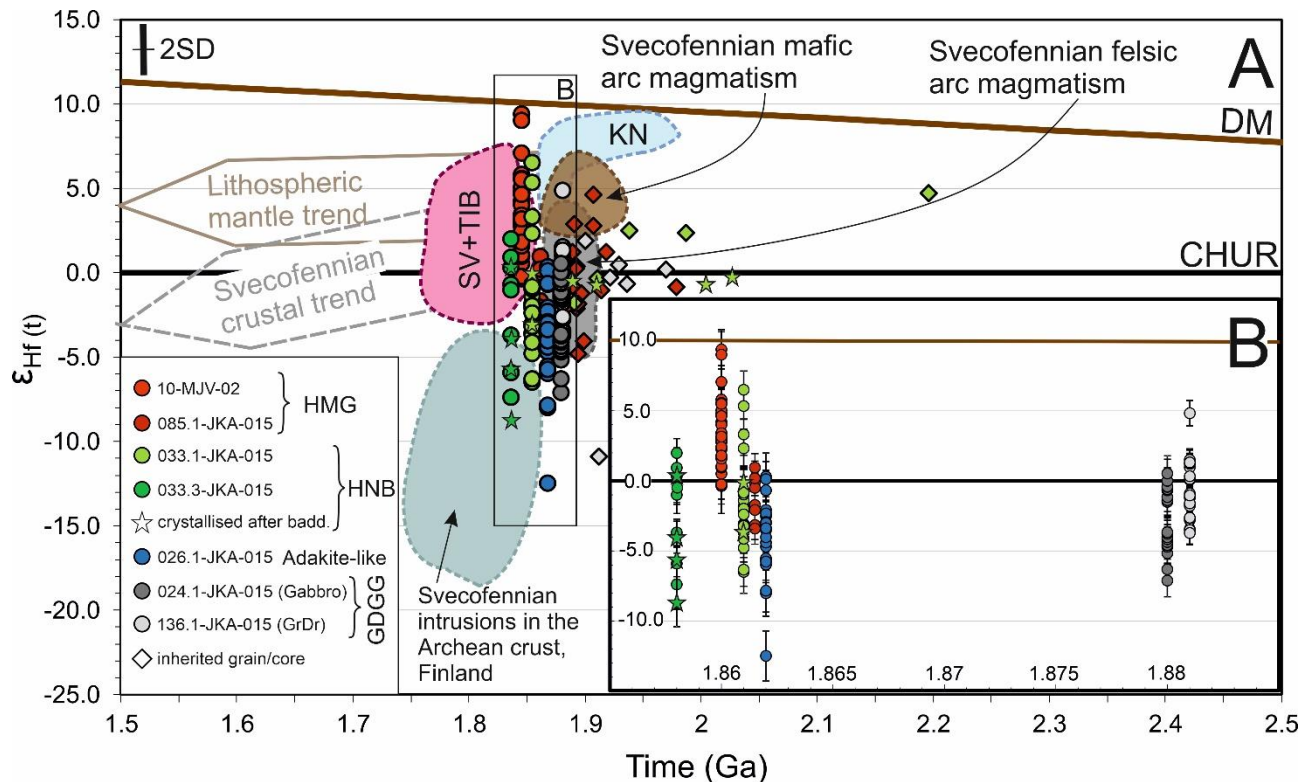 15.0
10.0
5.0
0.0
-5.0
-10.0
-15.0
-20.0
-25.0
εHf (t)
2SD
Svecofennian mafic
arc magmatism
Svecofennian felsic
arc magmatism
A
B
DM
KN
Lithospheric
mantle trend
SV+TIB
CHUR
Svecofennian
crustal trend
10-MJV-02
085.1-JKA-015
HMG
033.1-JKA-015
033.3-JKA-015
HNB
crystallised after badd.
026.1-JKA-015 Adakite-like
024.1-JKA-015 (Gabbro)
136.1-JKA-015 (GrDr)
GDGG
inherited grain/core
Svecofennian
intrusions in the
Archean crust,
Finland
B
10.0
5.0
0.0
-5.0
-10.0
1.86
1.865
1.87
1.875
1.88
1.5
1.6
1.7
1.8
1.9
2
2.1
2.2
2.3
2.4
2.5
Time (Ga)